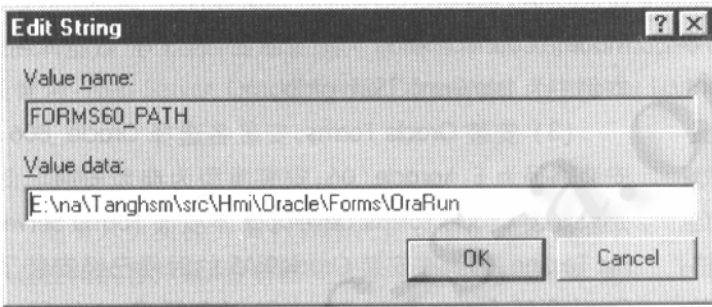 Edit String
Value name:
FORMS60_PATH
Value data:
E:\na\Tanghsm\src\Hmi\Oracle\Forms\OraRun
OK
Cancel